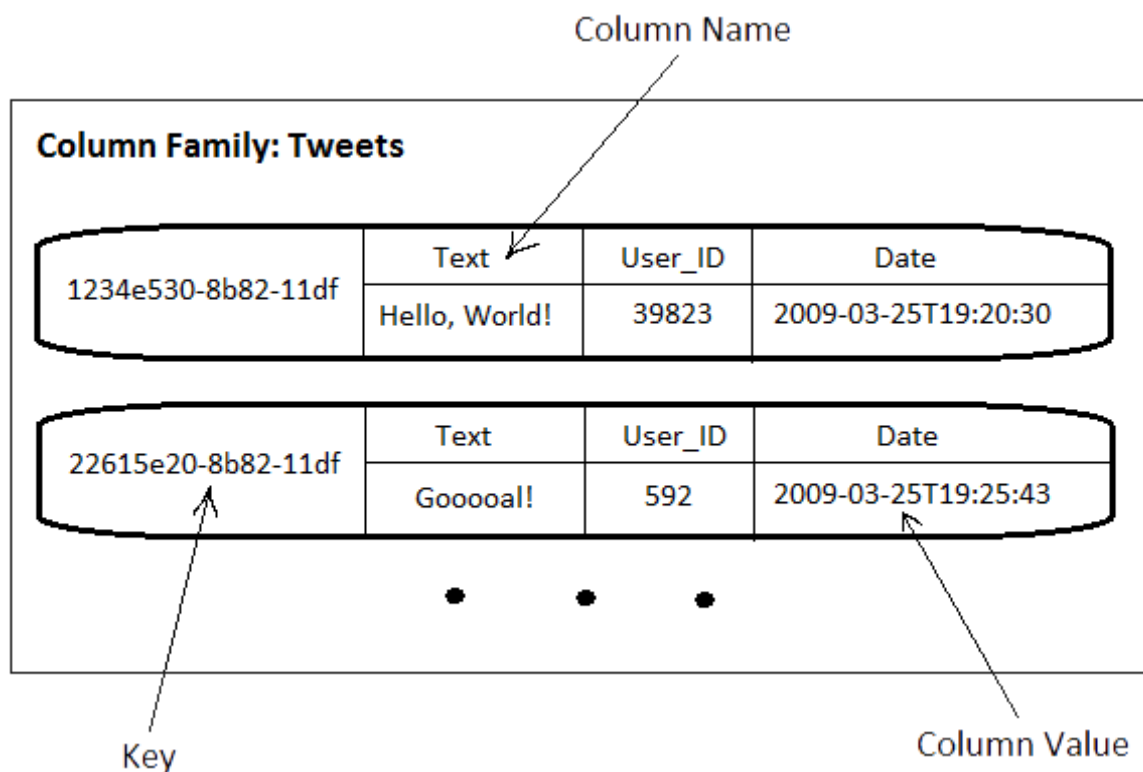 Column Name
Column Family: Tweets
Text User_ID Date
1234e530-8b82-11df
Hello, World! 39823 2009-03-25T19:20:30
Text User_ID Date
22615e20-8b82-11df
Gooooal! 592 2009-03-25T19:25:43
Key
Column Value